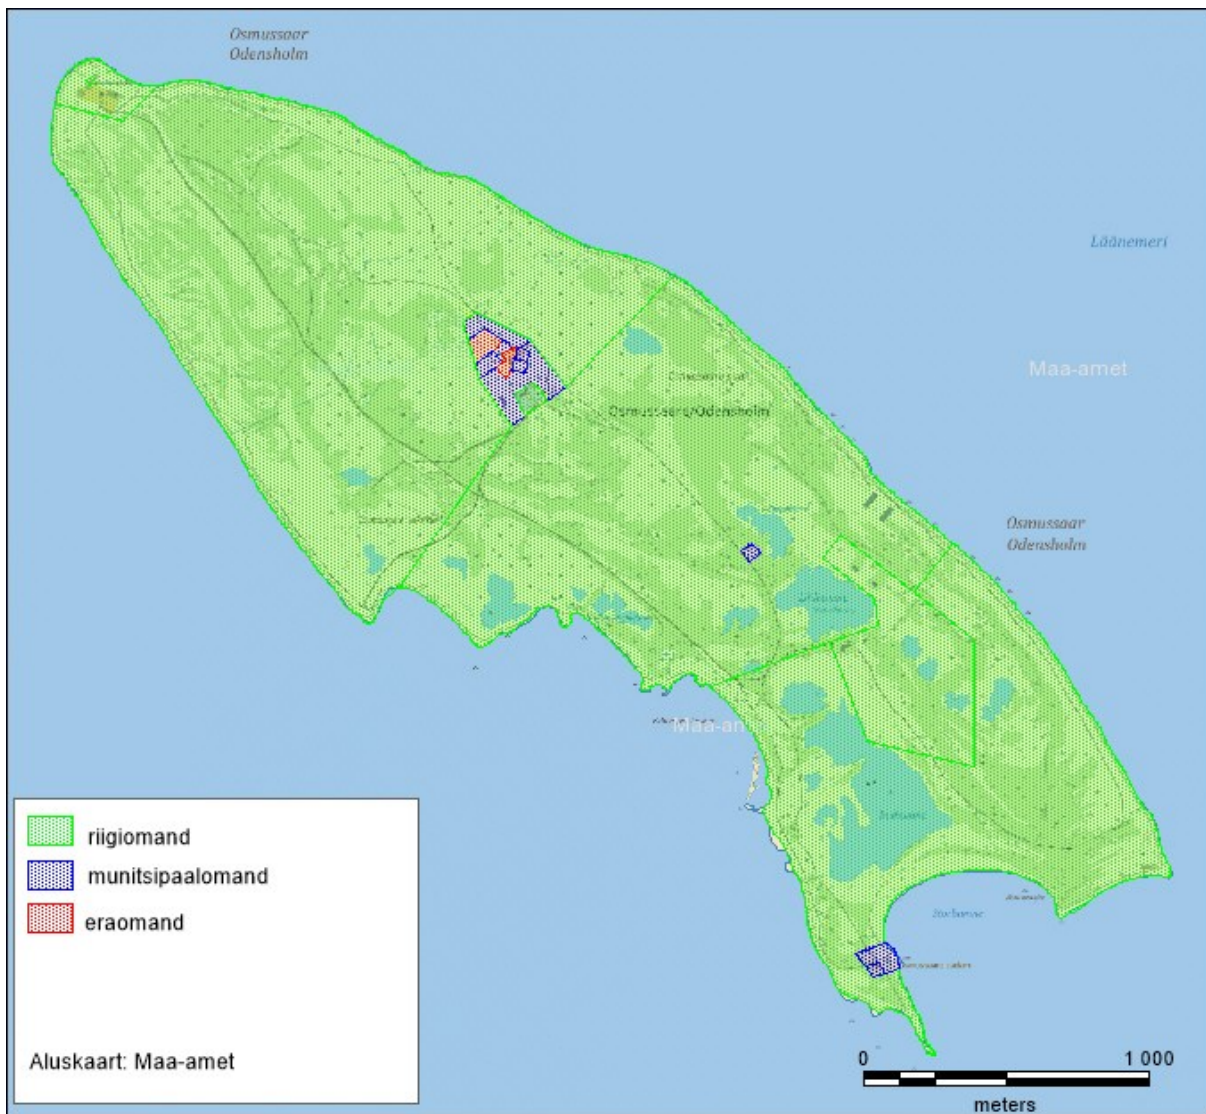 Osmussaar
Odensholm
Läänemeri
Maa-amet
Osmussaare/Odensholm
Osmussaar
Odensholm
Maa-am
riigiomand
munitsipaalomand
eraomand
Aluskaart: Maa-amet
0 1 000
meters